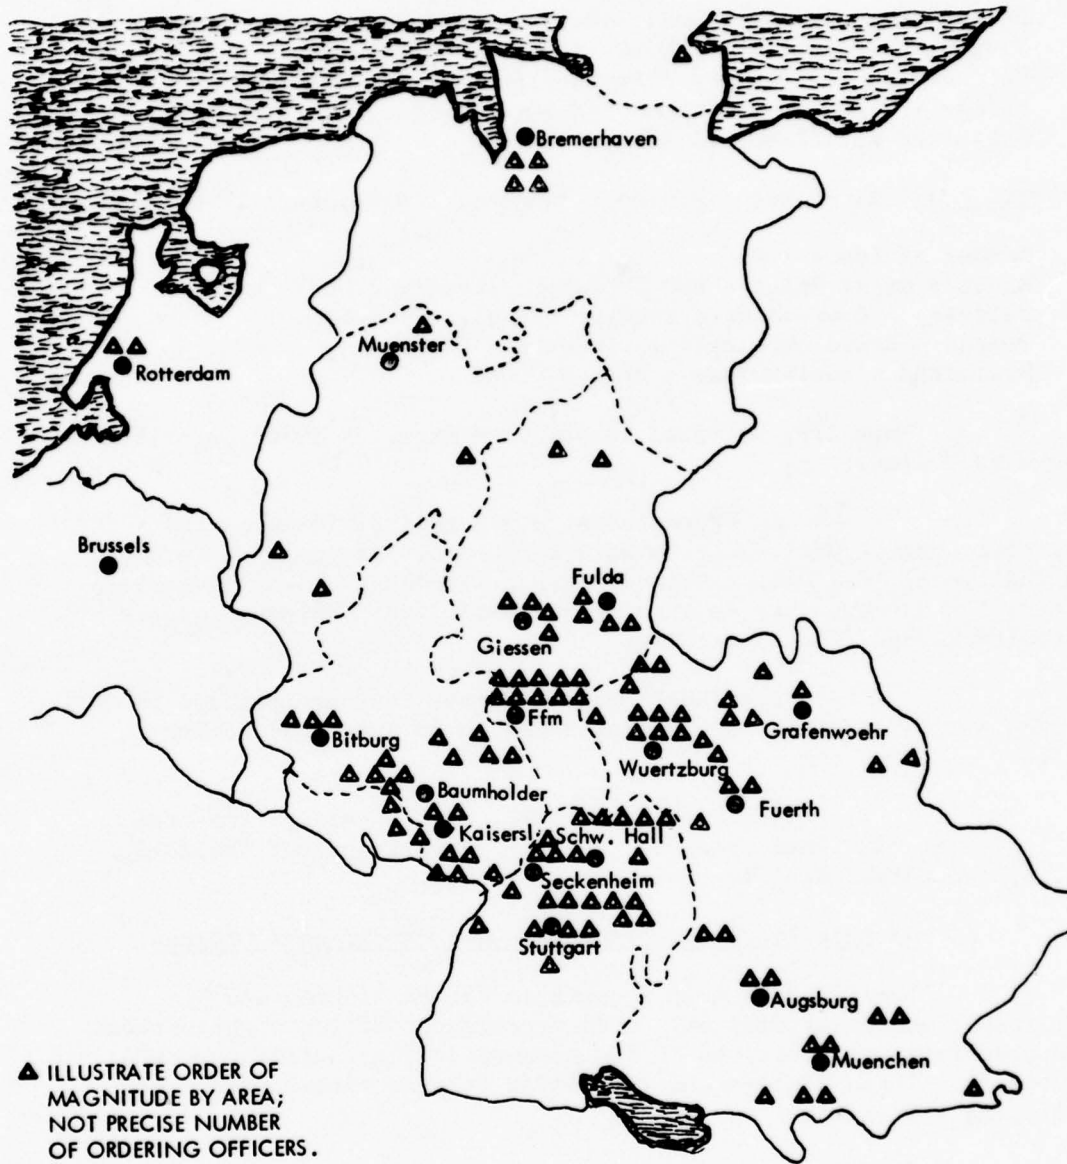 Bremerhaven
Muenster
Rotterdam
Brussels
Fulda
Giessen
Ffm
Grafenwoehr
Bitburg
Wuertzburg
Baumholder
Fuerth
Kaisersl.
Schw. Hall
Seckenheim
Stuttgart
Augsburg
Muenchen
ILLUSTRATE ORDER OF
MAGNITUDE BY AREA;
NOT PRECISE NUMBER
OF ORDERING OFFICERS.